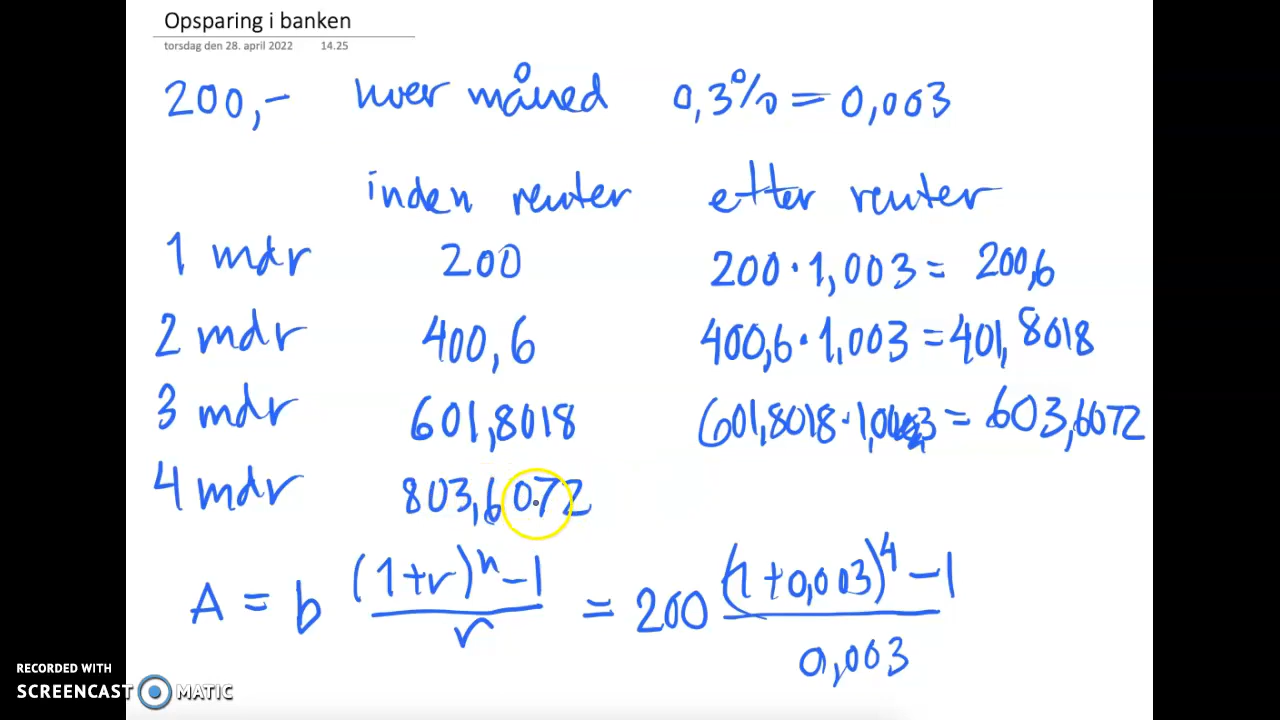 Opsparing i banken
torsdag den 28. april 2022 14.25
200,- hver måned 0,3% = 0,003
inden renter efter renter
1 mdr 200 200 · 1,003 = 200,6
2 mdr 400,6 400,6 · 1,003 = 401,8018
3 mdr 601,8018 601,8018 · 1,003 = 603,6072
4 mdr 803,6072
A = b ((1+r)^n - 1)/r = 200 ((1+0,003)^4 - 1)/0,003
RECORDED WITH
SCREENCAST MATIC